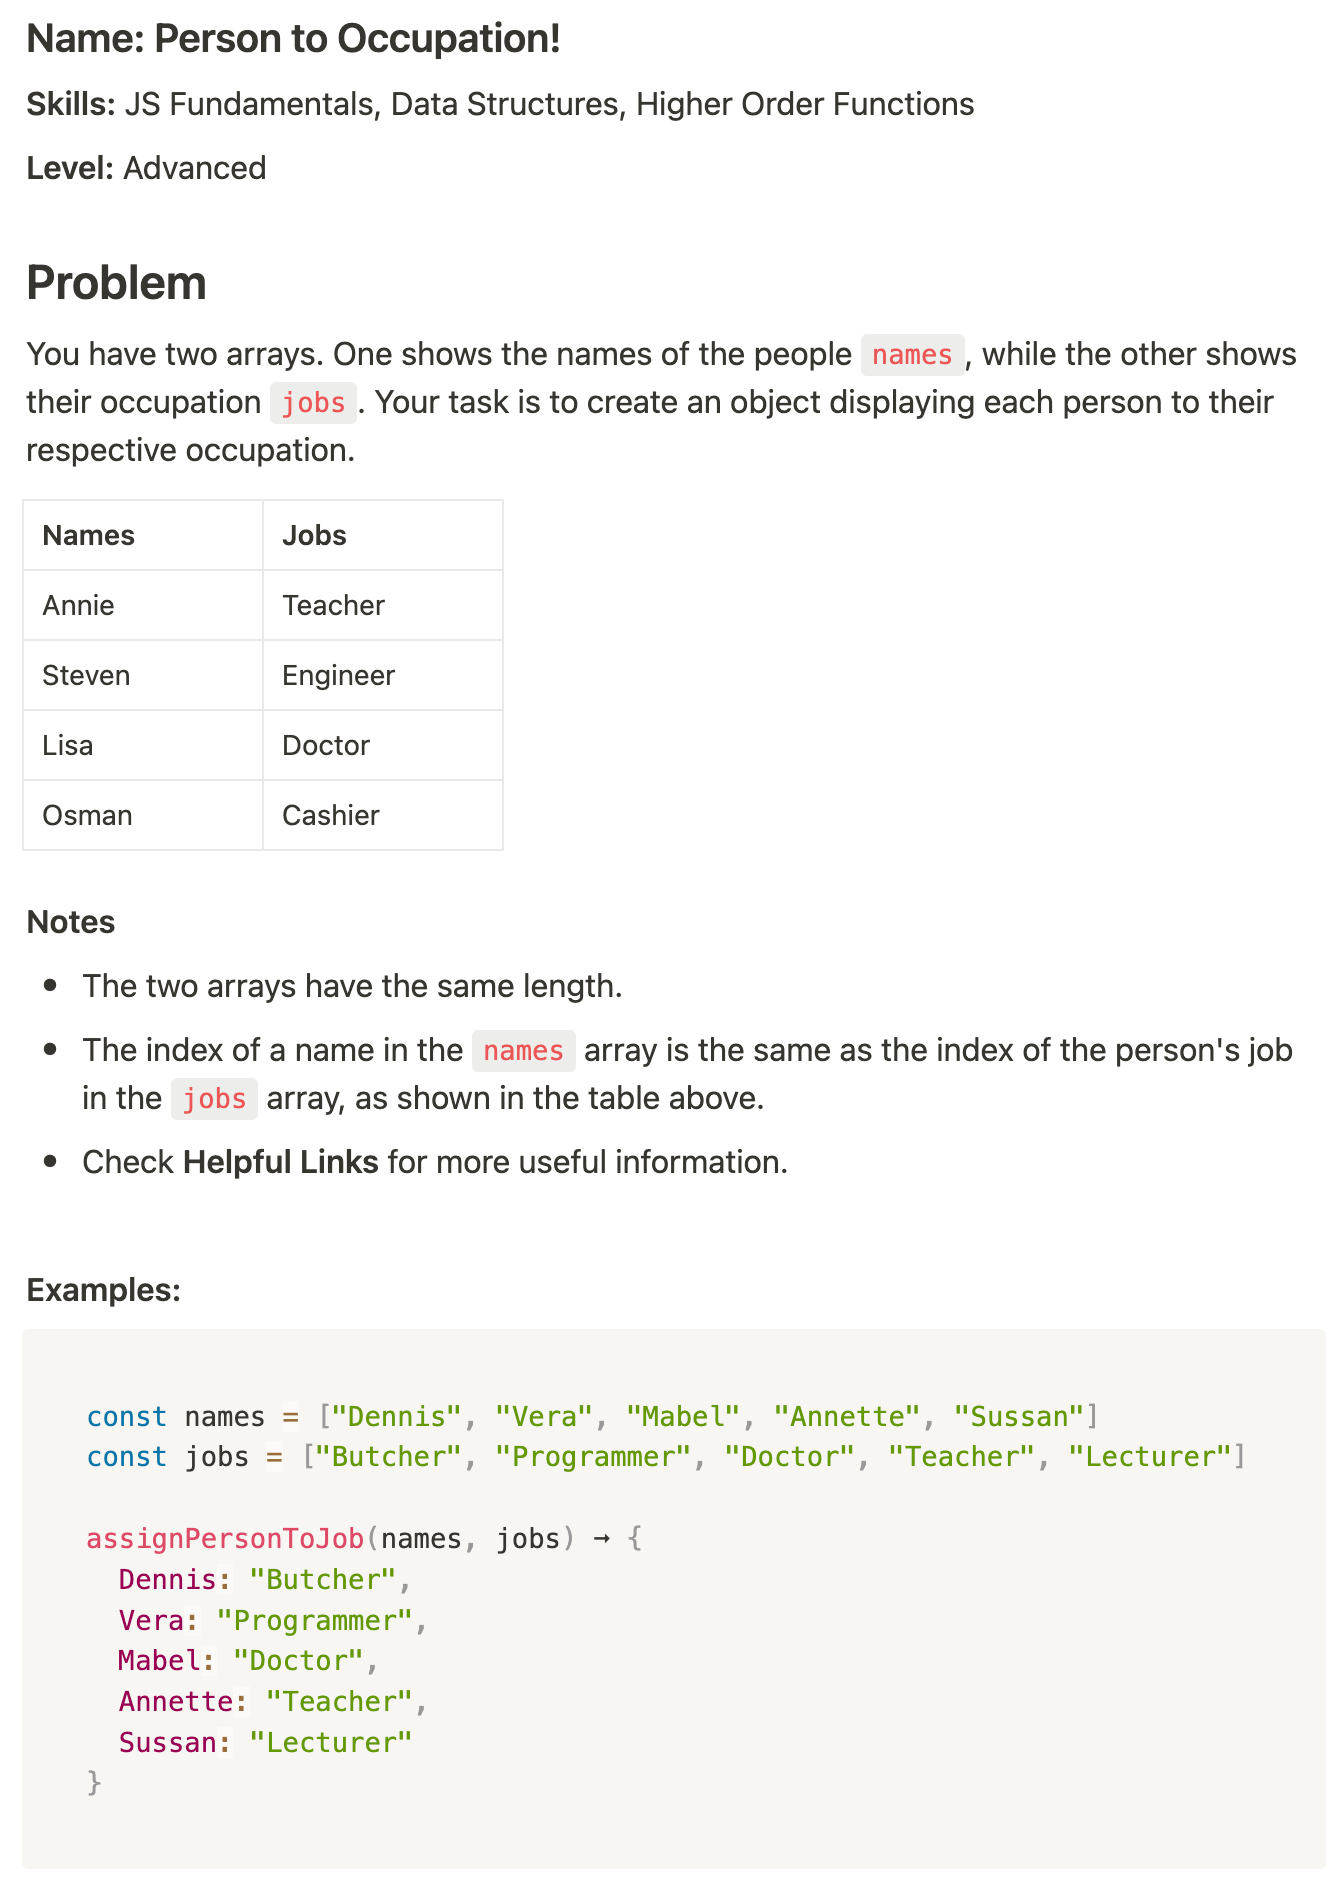 Name: Person to Occupation!
Skills: JS Fundamentals, Data Structures, Higher Order Functions
Level: Advanced
Problem
You have two arrays. One shows the names of the people names, while the other shows
their occupation jobs. Your task is to create an object displaying each person to their
respective occupation.
Names Jobs
Annie Teacher
Steven Engineer
Lisa Doctor
Osman Cashier
Notes
• The two arrays have the same length.
• The index of a name in the names array is the same as the index of the person's job
in the jobs array, as shown in the table above.
• Check Helpful Links for more useful information.
Examples:
const names = ["Dennis", "Vera", "Mabel", "Annette", "Sussan"]
const jobs = ["Butcher", "Programmer", "Doctor", "Teacher", "Lecturer"]
assignPersonToJob(names, jobs) ➞ {
  Dennis: "Butcher",
  Vera: "Programmer",
  Mabel: "Doctor",
  Annette: "Teacher",
  Sussan: "Lecturer"
}